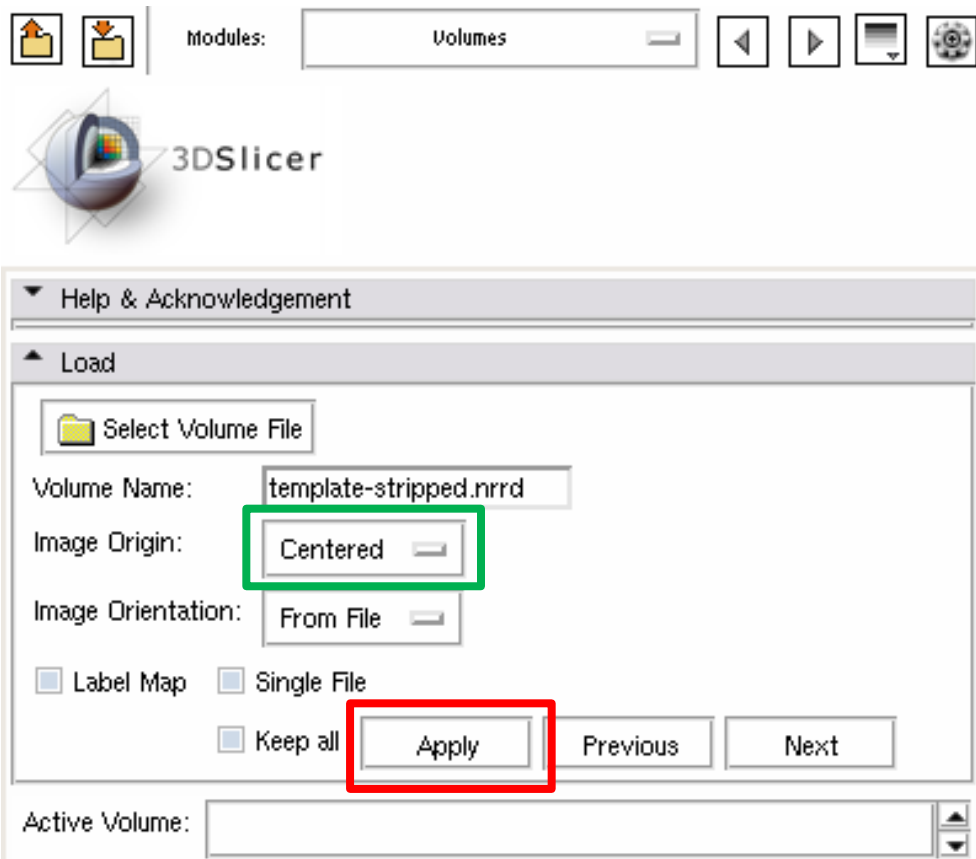 Modules: Volumes
3DSlicer
Help & Acknowledgement
Load
Select Volume File
Volume Name: template-stripped.nrrd
Image Origin: Centered
Image Orientation: From File
Label Map Single File
Keep all Apply Previous Next
Active Volume: